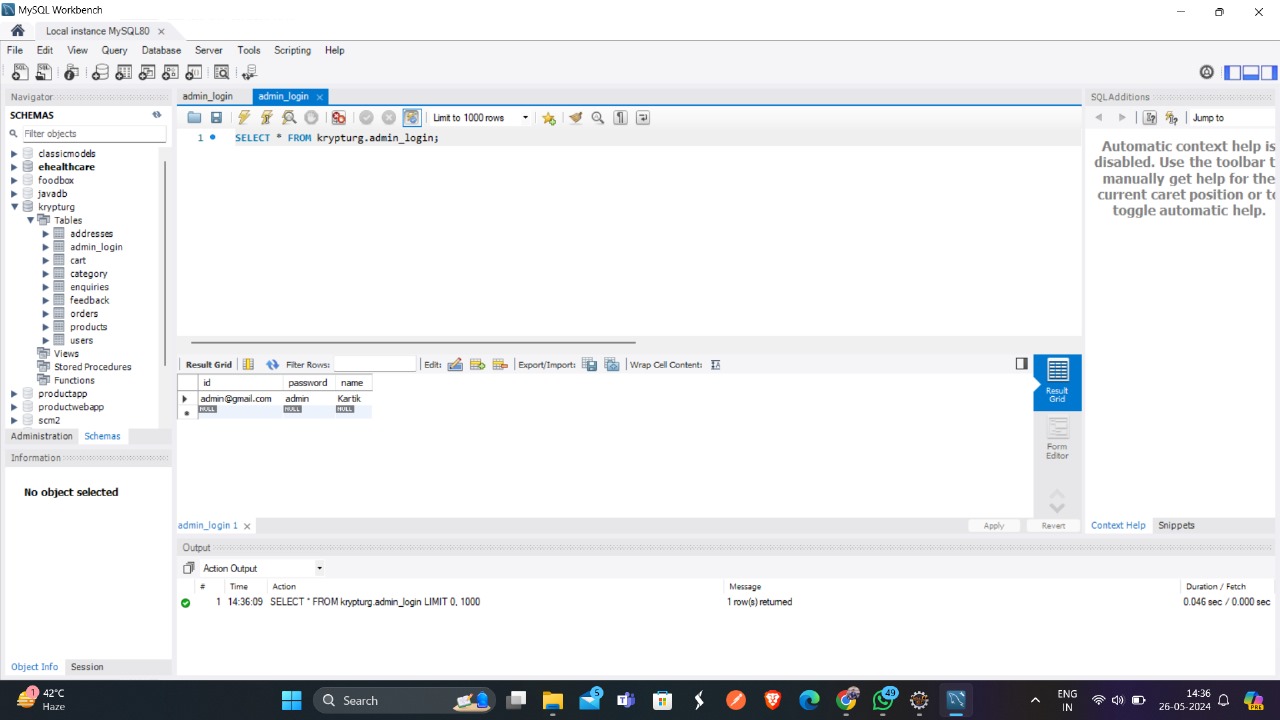 MySQL Workbench
Local instance MySQL80
File Edit View Query Database Server Tools Scripting Help
Navigator
SCHEMAS
Filter objects
classicmodels
ehealthcare
foodbox
javadb
krypturg
Tables
addresses
admin_login
cart
category
enquiries
feedback
orders
products
users
Views
Stored Procedures
Functions
productapp
productwebapp
scm2
Administration Schemas
Information
No object selected
Object Info Session
admin_login admin_login
Limit to 1000 rows
1 SELECT * FROM krypturg.admin_login;
Result Grid Filter Rows: Edit: Export/Import: Wrap Cell Content:
id password name
admin@gmail.com admin Kartik
NULL NULL NULL
Result
Grid
Form
Editor
admin_login 1 Apply Revert
Output
Action Output
# Time Action Message Duration / Fetch
1 14:36:09 SELECT * FROM krypturg.admin_login LIMIT 0, 1000 1 row(s) returned 0.046 sec / 0.000 sec
SQLAdditions
Jump to
Automatic context help is
disabled. Use the toolbar t
manually get help for the
current caret position or to
toggle automatic help.
Context Help Snippets
1
42°C
Haze
Search
5
49
ENG
IN
14:36
26-05-2024
PRE